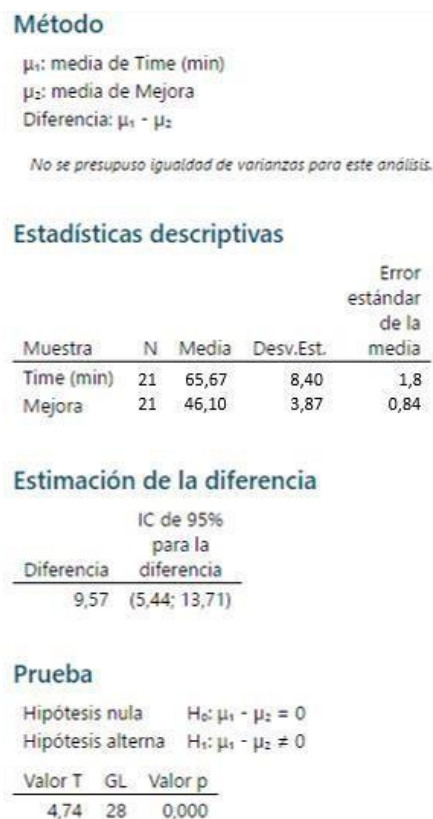 Método
μ₁: media de Time (min)
μ₂: media de Mejora
Diferencia: μ₁ - μ₂
No se presupuso igualdad de varianzas para este análisis.
Estadísticas descriptivas
Error
estándar
de la
Muestra N Media Desv.Est. media
Time (min) 21 65,67 8,40 1,8
Mejora 21 46,10 3,87 0,84
Estimación de la diferencia
IC de 95%
para la
Diferencia diferencia
9,57 (5,44; 13,71)
Prueba
Hipótesis nula H₀: μ₁ - μ₂ = 0
Hipótesis alterna H₁: μ₁ - μ₂ ≠ 0
Valor T GL Valor p
4,74 28 0,000